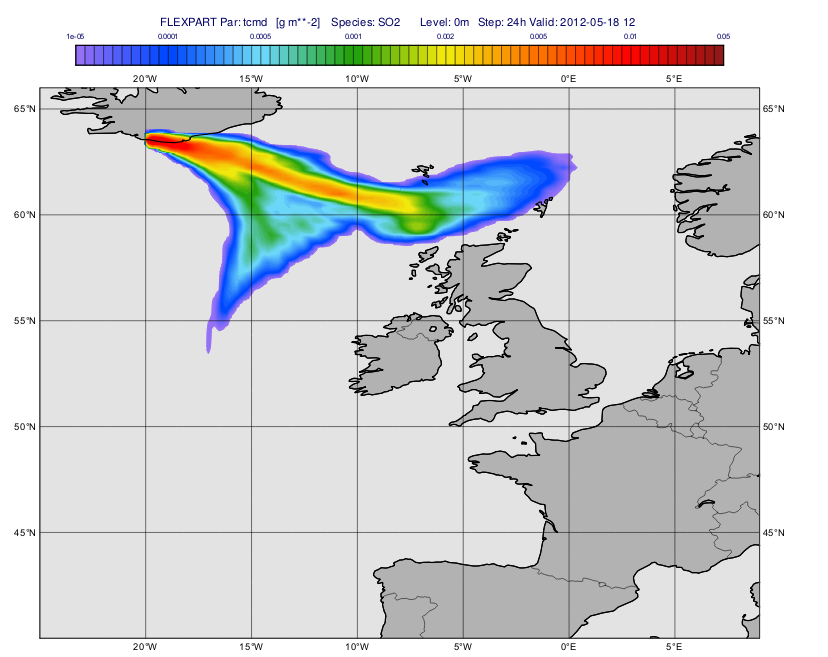 FLEXPART Par: tcmd [g m**-2] Species: SO2 Level: 0m Step: 24h Valid: 2012-05-18 12
1e-05 0.0001 0.0005 0.001 0.002 0.005 0.01 0.05
20°W 15°W 10°W 5°W 0°E 5°E
65°N 65°N
60°N 60°N
55°N 55°N
50°N 50°N
45°N 45°N
20°W 15°W 10°W 5°W 0°E 5°E